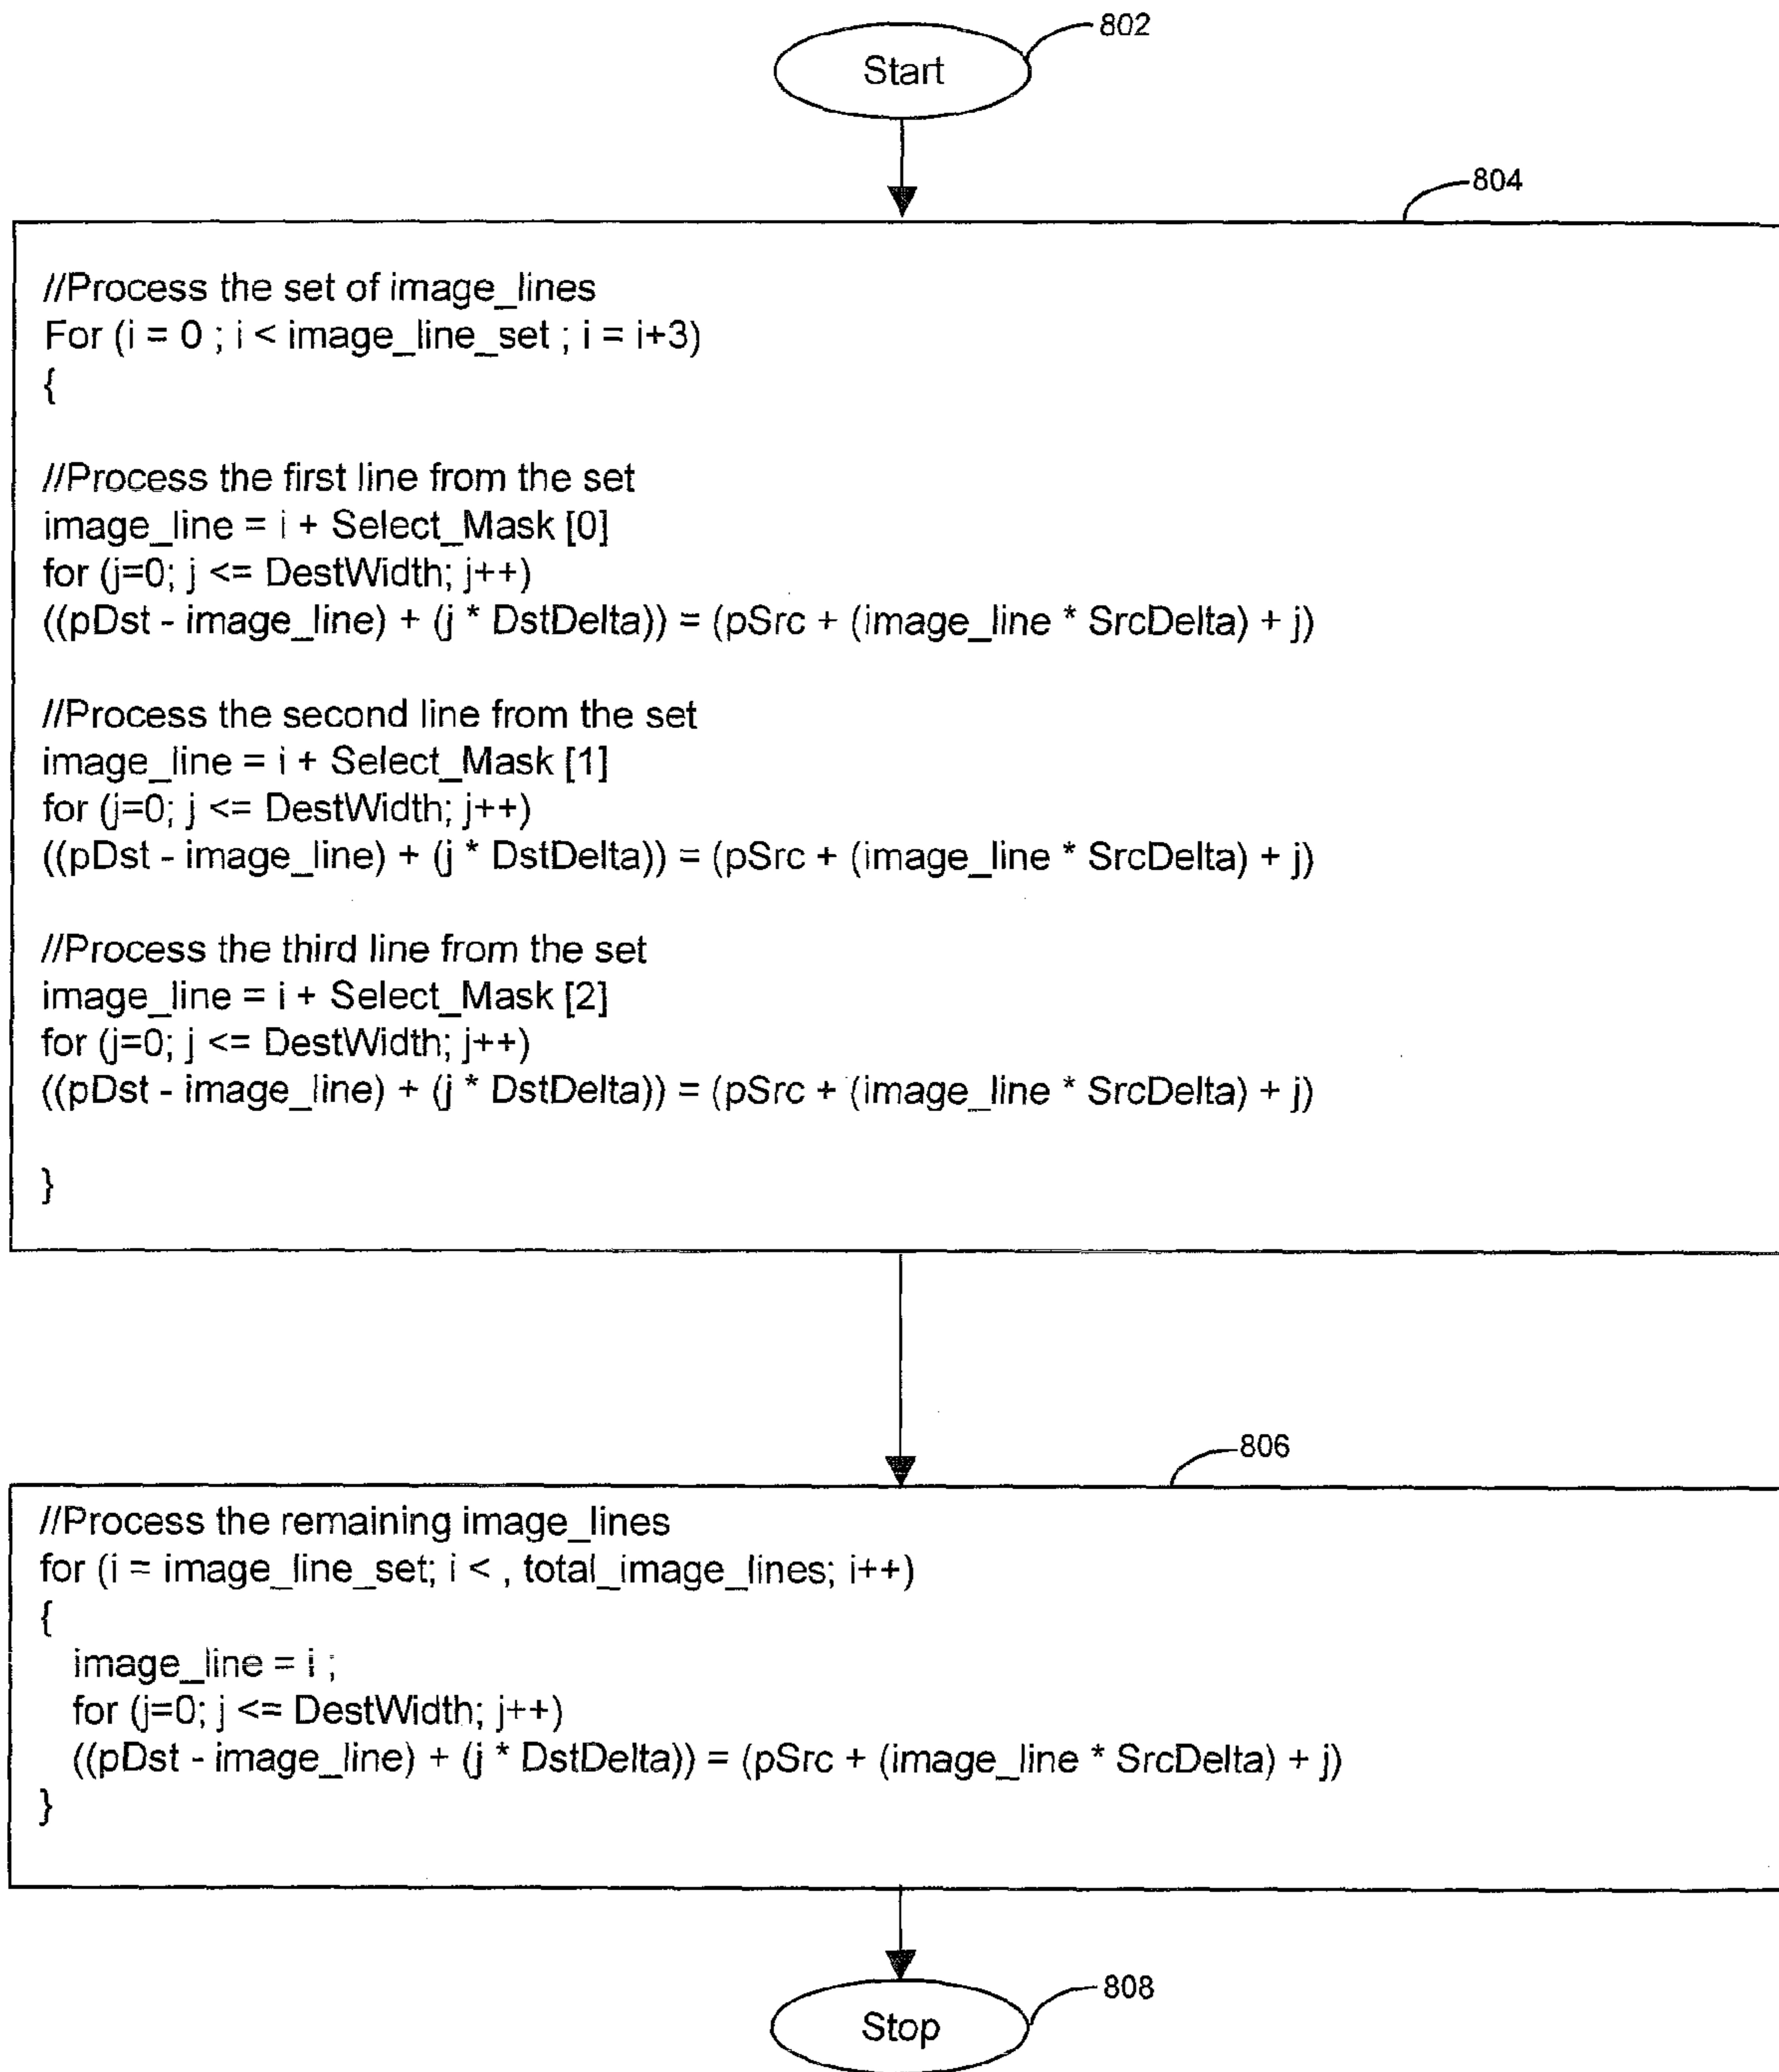 802
Start
804
//Process the set of image_lines
For (i = 0 ; i < image_line_set ; i = i+3)
{
//Process the first line from the set
image_line = i + Select_Mask [0]
for (j=0; j <= DestWidth; j++)
((pDst - image_line) + (j * DstDelta)) = (pSrc + (image_line * SrcDelta) + j)
//Process the second line from the set
image_line = i + Select_Mask [1]
for (j=0; j <= DestWidth; j++)
((pDst - image_line) + (j * DstDelta)) = (pSrc + (image_line * SrcDelta) + j)
//Process the third line from the set
image_line = i + Select_Mask [2]
for (j=0; j <= DestWidth; j++)
((pDst - image_line) + (j * DstDelta)) = (pSrc + (image_line * SrcDelta) + j)
}
806
//Process the remaining image_lines
for (i = image_line_set; i < , total_image_lines; i++)
{
image_line = i ;
for (j=0; j <= DestWidth; j++)
((pDst - image_line) + (j * DstDelta)) = (pSrc + (image_line * SrcDelta) + j)
}
808
Stop